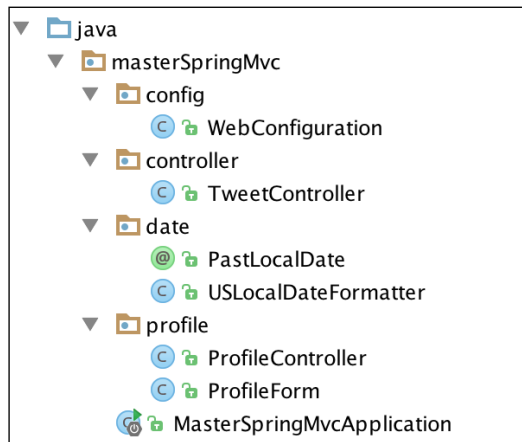 java
masterSpringMvc
config
C WebConfiguration
controller
C TweetController
date
@ PastLocalDate
C USLocalDateFormatter
profile
C ProfileController
C ProfileForm
C MasterSpringMvcApplication